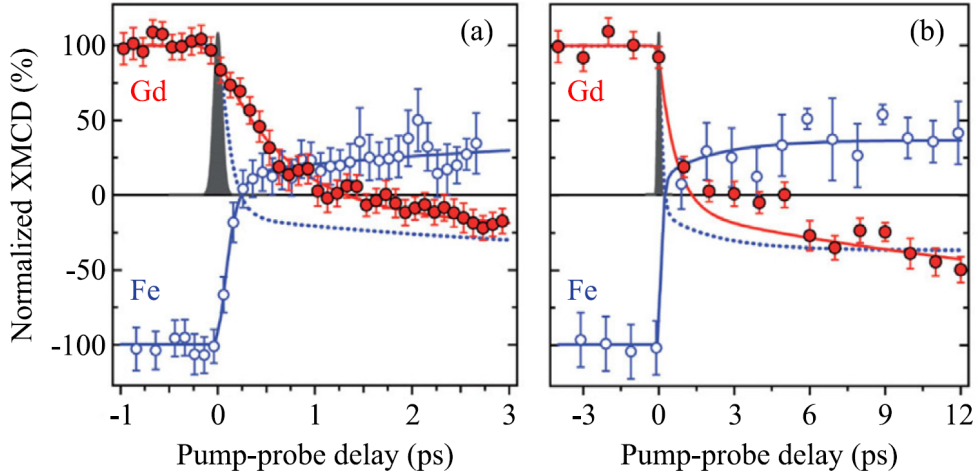 (a)
(b)
Normalized XMCD (%)
100
50
0
-50
-100
Gd
Fe
Gd
Fe
-1
0
1
2
3
-3
0
3
6
9
12
Pump-probe delay (ps)
Pump-probe delay (ps)